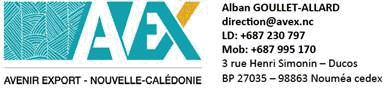 AVEX
AVENIR EXPORT - NOUVELLE-CALÉDONIE
Alban GOULLET-ALLARD
direction@avex.nc
LD: +687 230 797
Mob: +687 995 170
3 rue Henri Simonin – Ducos
BP 27035 – 98863 Nouméa cedex